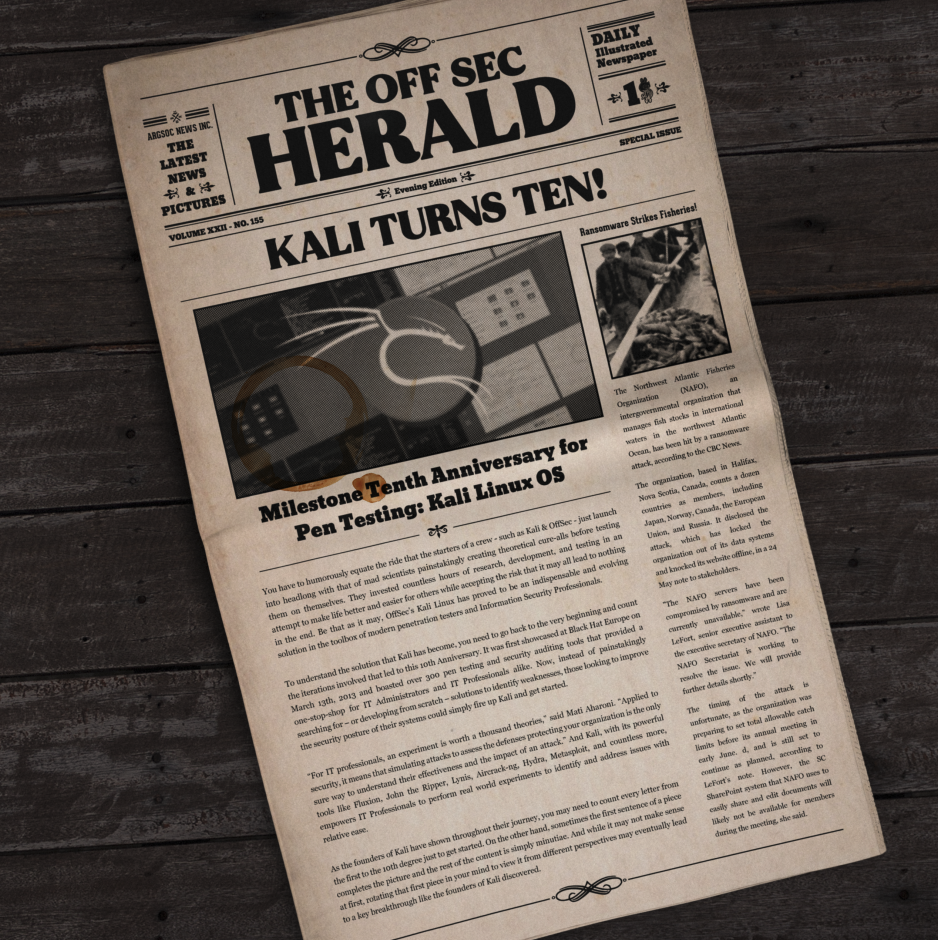 THE OFF SEC
HERALD
ARGSOC NEWS INC.
THE
LATEST
NEWS
&
PICTURES
DAILY
Illustrated
Newspaper
1¢
VOLUME XXII - NO. 155
Evening Edition
SPECIAL ISSUE
KALI TURNS TEN!
Milestone Tenth Anniversary for
Pen Testing: Kali Linux OS
You have to humorously equate the ride that the starters of a crew - such as Kali & OffSec - just launch
into headlong with that of mad scientists painstakingly creating theoretical cure-alls before testing
them on themselves. They invested countless hours of research, development, and testing in an
attempt to make life better and easier for others while accepting the risk that it may all lead to nothing
in the end. Be that as it may, OffSec's Kali Linux has proved to be an indispensable and evolving
solution in the toolbox of modern penetration testers and Information Security Professionals.
To understand the solution that Kali has become, you need to go back to the very beginning and count
the iterations involved that led to this 10th Anniversary. It was first showcased at Black Hat Europe on
March 13th, 2013 and boasted over 300 pen testing and security auditing tools that provided a
one-stop-shop for IT Administrators and IT Professionals alike. Now, instead of painstakingly
searching for – or developing from scratch – solutions to identify weaknesses, those looking to improve
the security posture of their systems could simply fire up Kali and get started.
"For IT professionals, an experiment is worth a thousand theories," said Mati Aharoni. "Applied to
security, it means that simulating attacks to assess the defenses protecting your organization is the only
sure way to understand their effectiveness and the impact of an attack." And Kali, with its powerful
tools like Fluxion, John the Ripper, Lynis, Aircrack-ng, Hydra, Metasploit, and countless more,
empowers IT Professionals to perform real world experiments to identify and address issues with
relative ease.
As the founders of Kali have shown throughout their journey, you may need to count every letter from
the first to the 10th degree just to get started. On the other hand, sometimes the first sentence of a piece
completes the picture and the rest of the content is simply minutiae. And while it may not make sense
at first, rotating that first piece in your mind to view it from different perspectives may eventually lead
to a key breakthrough like the founders of Kali discovered.
Ransomware Strikes Fisheries!
The Northwest Atlantic Fisheries
Organization (NAFO), an
intergovernmental organization that
manages fish stocks in international
waters in the northwest Atlantic
Ocean, has been hit by a ransomware
attack, according to the CBC News.
The organization, based in Halifax,
Nova Scotia, Canada, counts a dozen
countries as members, including
Japan, Norway, Canada, the European
Union, and Russia. It disclosed the
attack, which has locked the
organization out of its data systems
and knocked its website offline, in a 24
May note to stakeholders.
"The NAFO servers have been
compromised by ransomware and are
currently unavailable," wrote Lisa
LeFort, senior executive assistant to
the executive secretary of NAFO. "The
NAFO Secretariat is working to
resolve the issue. We will provide
further details shortly."
The timing of the attack is
unfortunate, as the organization was
preparing to set total allowable catch
limits before its annual meeting in
early June. d, and is still set to
continue as planned, according to
LeFort's note. However, the SC
SharePoint system that NAFO uses to
easily share and edit documents will
likely not be available for members
during the meeting, she said.